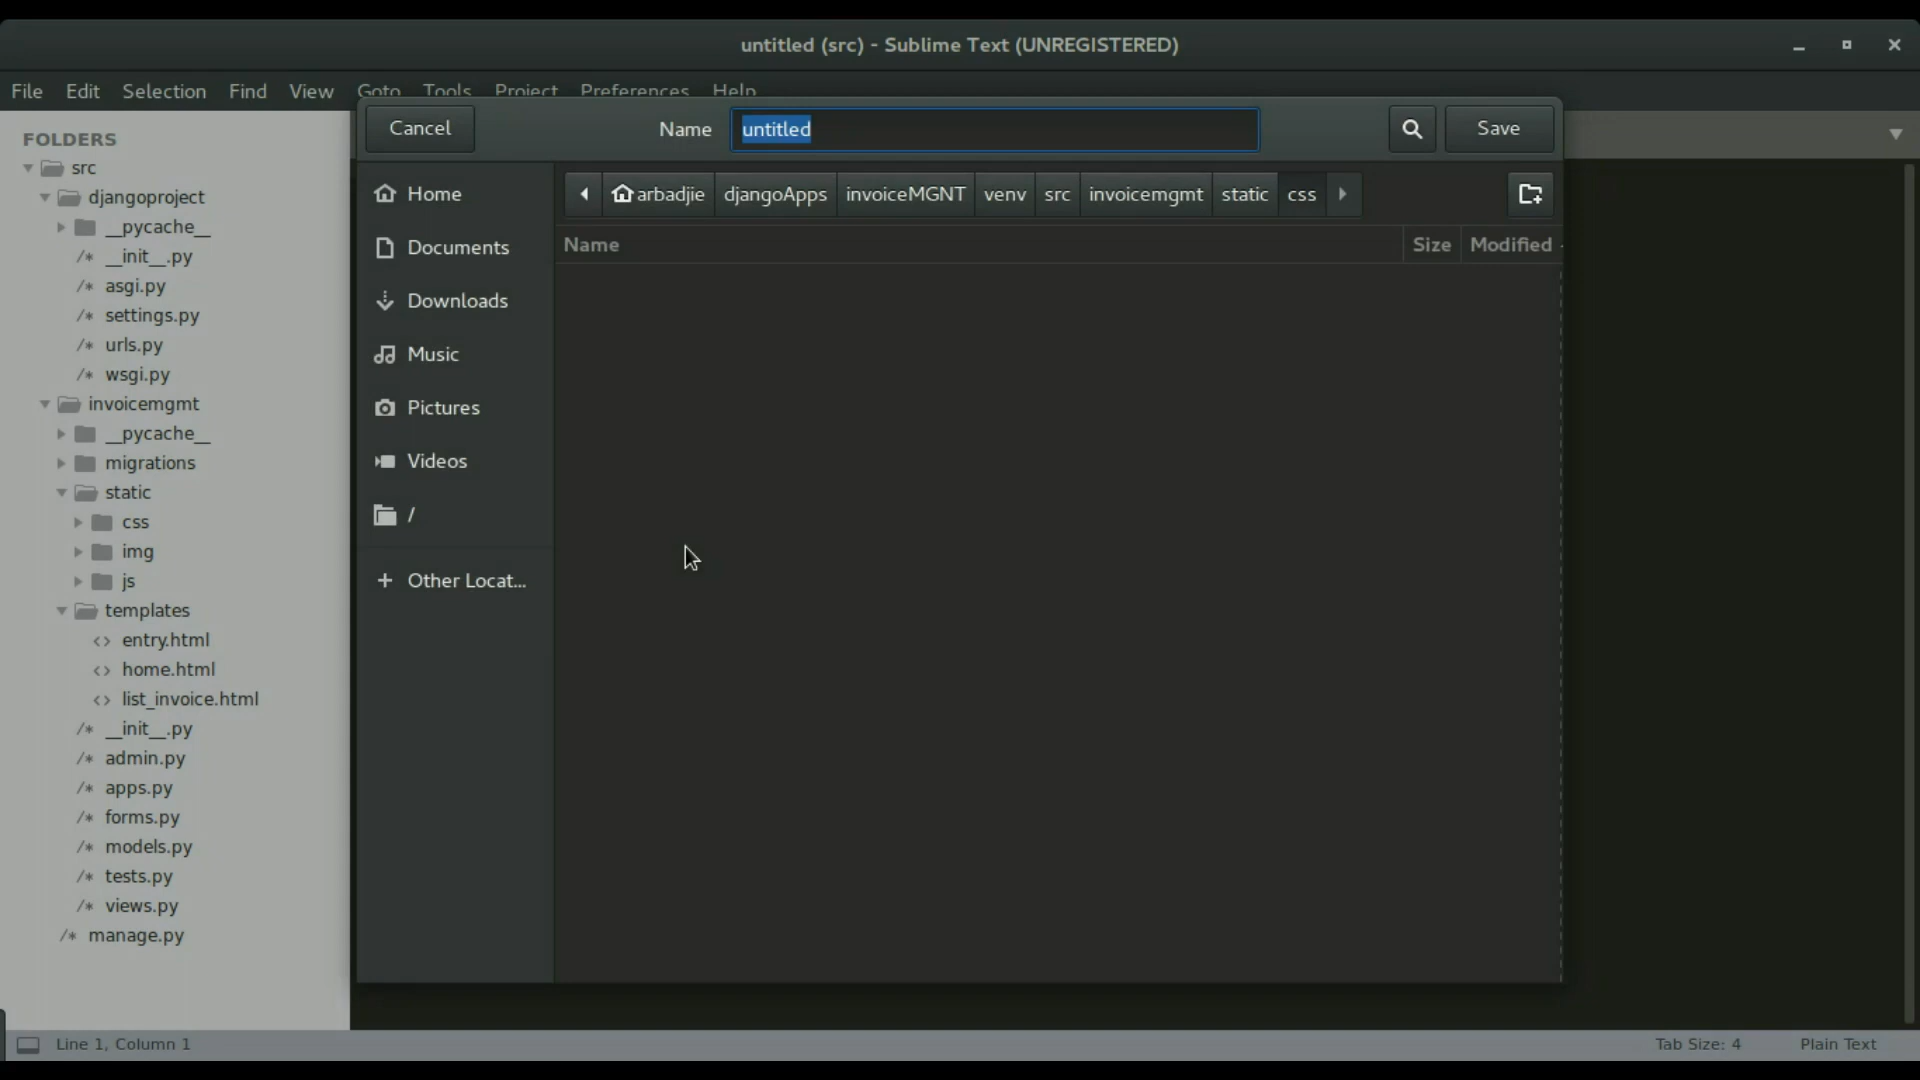 untitled (src) - Sublime Text (UNREGISTERED)
File Edit Selection Find View Goto Tools Project Preferences Help
Cancel Name untitled Save
FOLDERS
src
djangoproject
__pycache__
/* __init__.py
/* asgi.py
/* settings.py
/* urls.py
/* wsgi.py
invoicemgmt
__pycache__
migrations
static
css
img
js
templates
<> entry.html
<> home.html
<> list_invoice.html
/* __init__.py
/* admin.py
/* apps.py
/* forms.py
/* models.py
/* tests.py
/* views.py
/* manage.py
Home
Documents
Downloads
Music
Pictures
Videos
/
+ Other Locat...
arbadjie djangoApps invoiceMGNT venv src invoicemgmt static css
Name Size Modified
Line 1, Column 1 Tab Size: 4 Plain Text